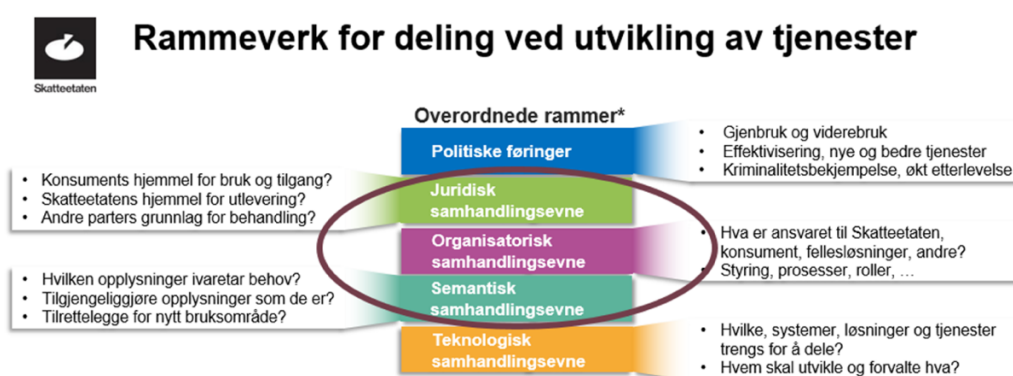 Rammeverk for deling ved utvikling av tjenester
Skatteetaten
Overordnede rammer*
Politiske føringer
• Gjenbruk og viderebruk
• Effektivisering, nye og bedre tjenester
• Kriminalitetsbekjempelse, økt etterlevelse
• Konsuments hjemmel for bruk og tilgang?
• Skatteetatens hjemmel for utlevering?
• Andre parters grunnlag for behandling?
Juridisk
samhandlingsevne
Organisatorisk
samhandlingsevne
• Hva er ansvaret til Skatteetaten,
konsument, fellesløsninger, andre?
• Styring, prosesser, roller, ...
• Hvilken opplysninger ivaretar behov?
• Tilgjengeliggjøre opplysninger som de er?
• Tilrettelegge for nytt bruksområde?
Semantisk
samhandlingsevne
Teknologisk
samhandlingsevne
• Hvilke, systemer, løsninger og tjenester
trengs for å dele?
• Hvem skal utvikle og forvalte hva?